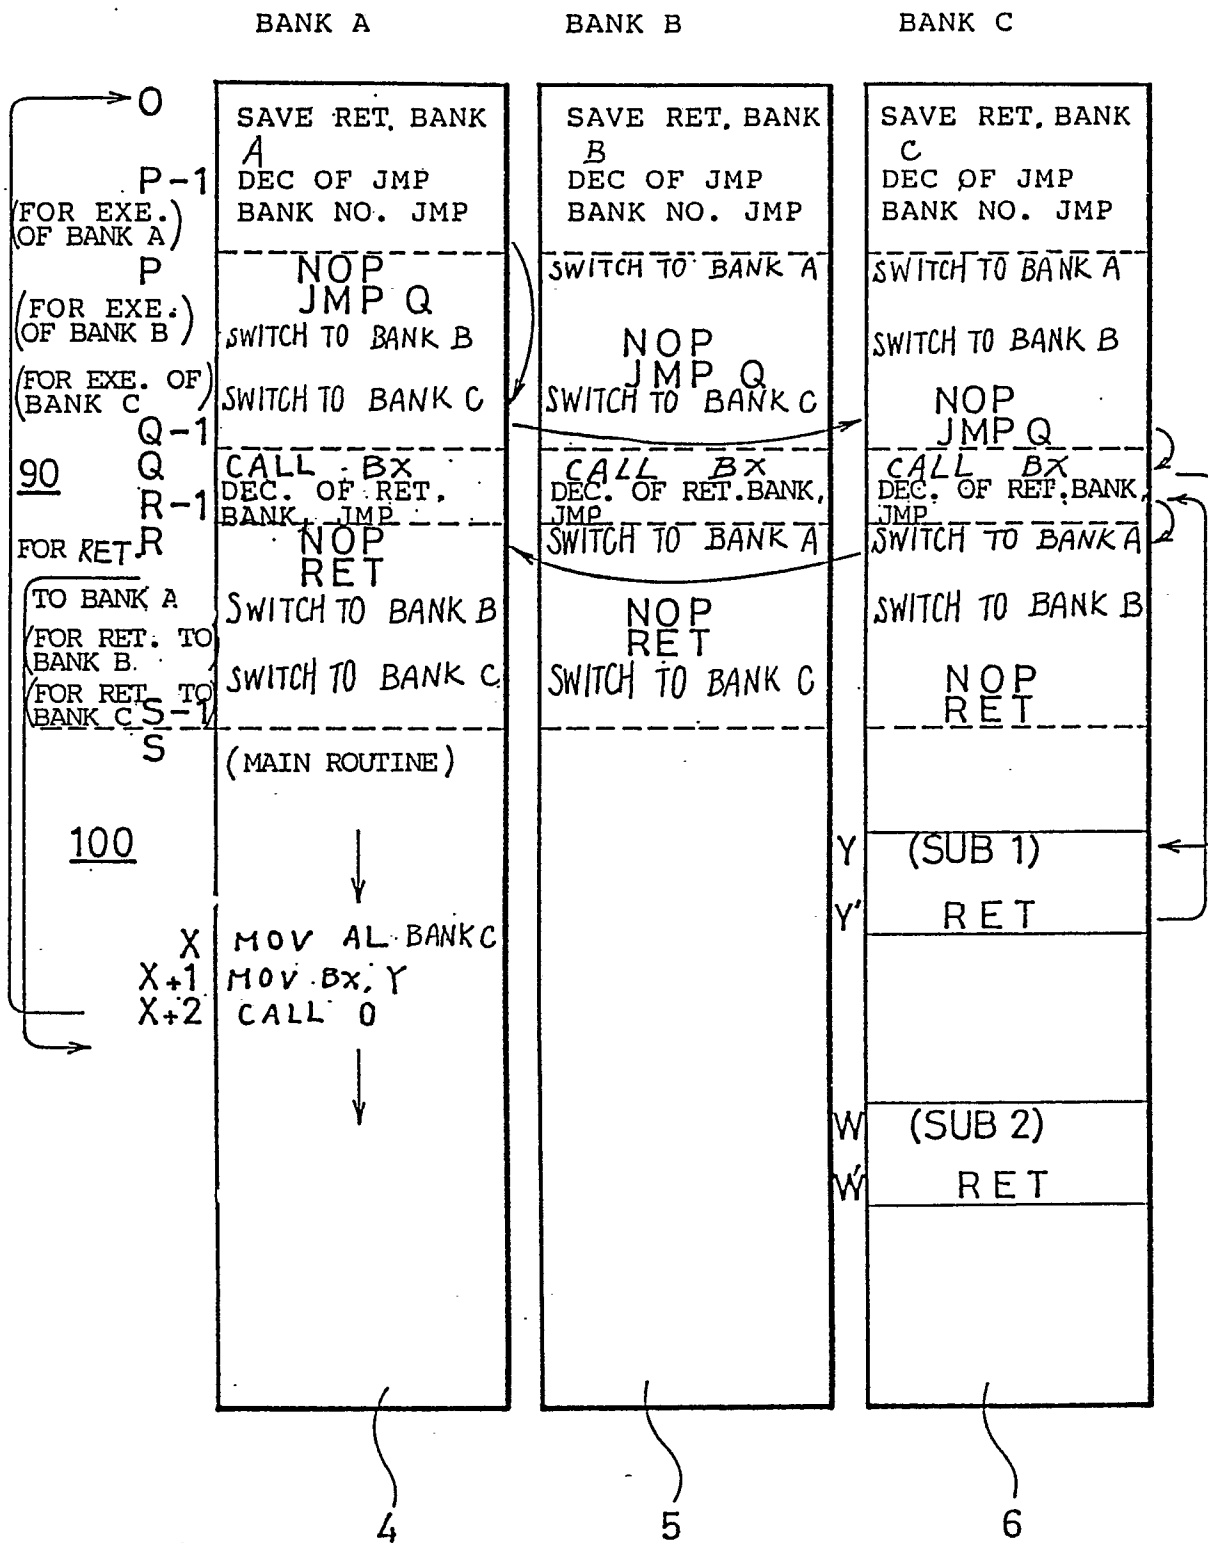 BANK A
BANK B
BANK C
O
P-1
(FOR EXE.
OF BANK A)
P
(FOR EXE.
OF BANK B)
(FOR EXE. OF
BANK C)
Q-1
90
Q
R-1
FOR RET R
TO BANK A
(FOR RET. TO
BANK B.)
(FOR RET. TO
BANK C)
S-1
S
100
X
X+1
X+2
SAVE RET. BANK
A
DEC OF JMP
BANK NO. JMP
NOP
JMP Q
SWITCH TO BANK B
SWITCH TO BANK C
CALL BX
DEC. OF RET.
BANK, JMP
NOP
RET
SWITCH TO BANK B
SWITCH TO BANK C
(MAIN ROUTINE)
MOV AL BANK C
MOV BX, Y
CALL O
SAVE RET. BANK
B
DEC OF JMP
BANK NO. JMP
SWITCH TO BANK A
NOP
JMP Q
SWITCH TO BANK C
CALL BX
DEC. OF RET. BANK,
JMP
SWITCH TO BANK A
NOP
RET
SWITCH TO BANK C
SAVE RET. BANK
C
DEC OF JMP
BANK NO. JMP
SWITCH TO BANK A
SWITCH TO BANK B
NOP
JMP Q
CALL BX
DEC. OF RET. BANK,
JMP
SWITCH TO BANK A
SWITCH TO BANK B
NOP
RET
Y (SUB 1)
Y' RET
W (SUB 2)
W' RET
4
5
6